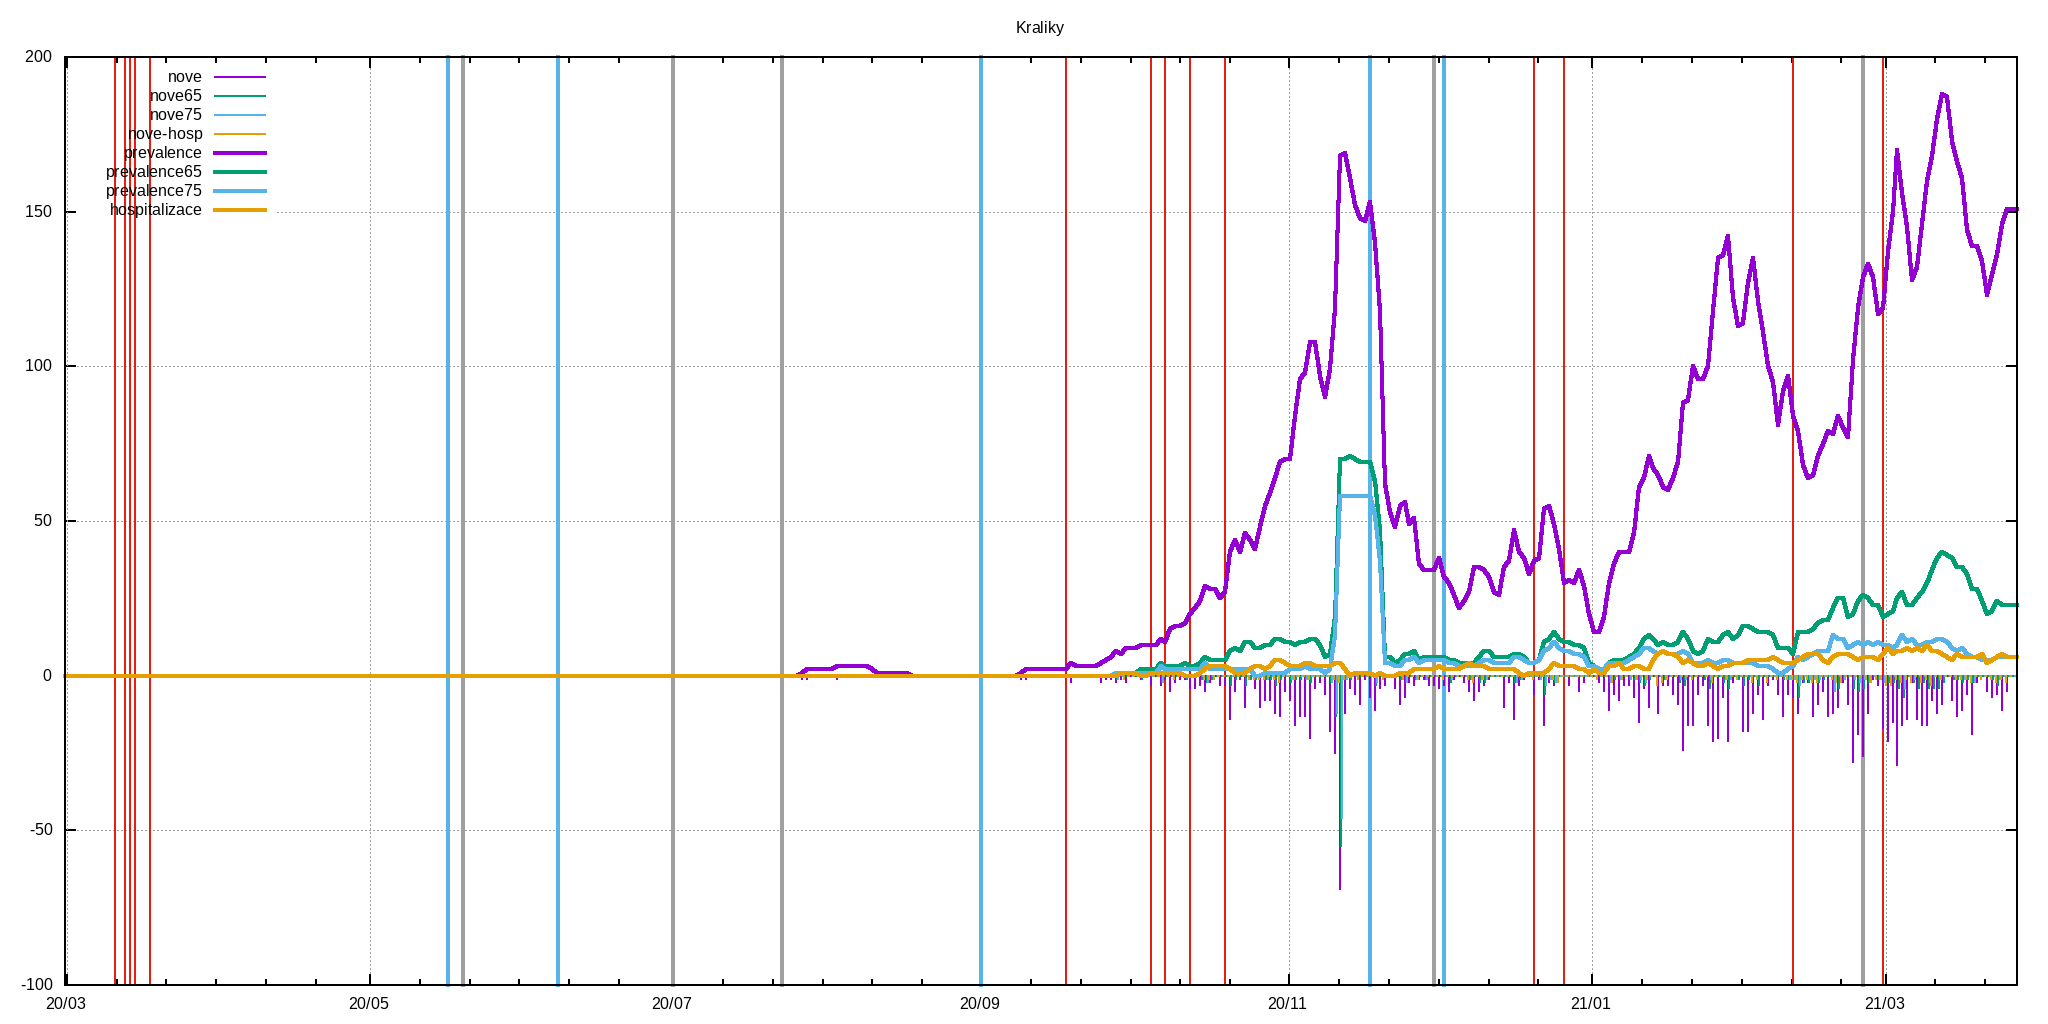 Kraliky
200
150
100
50
0
-50
-100
nove
nove65
nove75
nove-hosp
prevalence
prevalence65
prevalence75
hospitalizace
20/03 20/05 20/07 20/09 20/11 21/01 21/03